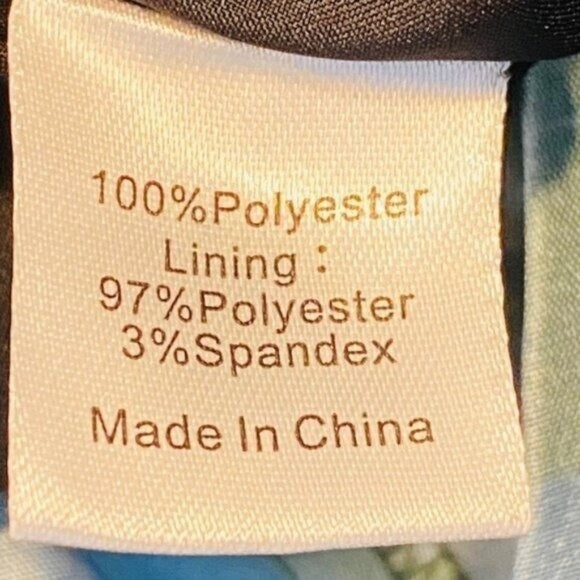 100%Polyester
Lining :
97%Polyester
3%Spandex
Made In China